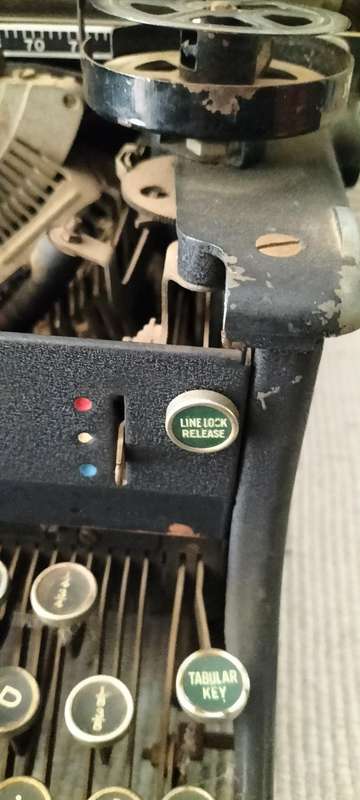 70
LINE LOCK
RELEASE
TABULAR
KEY
D